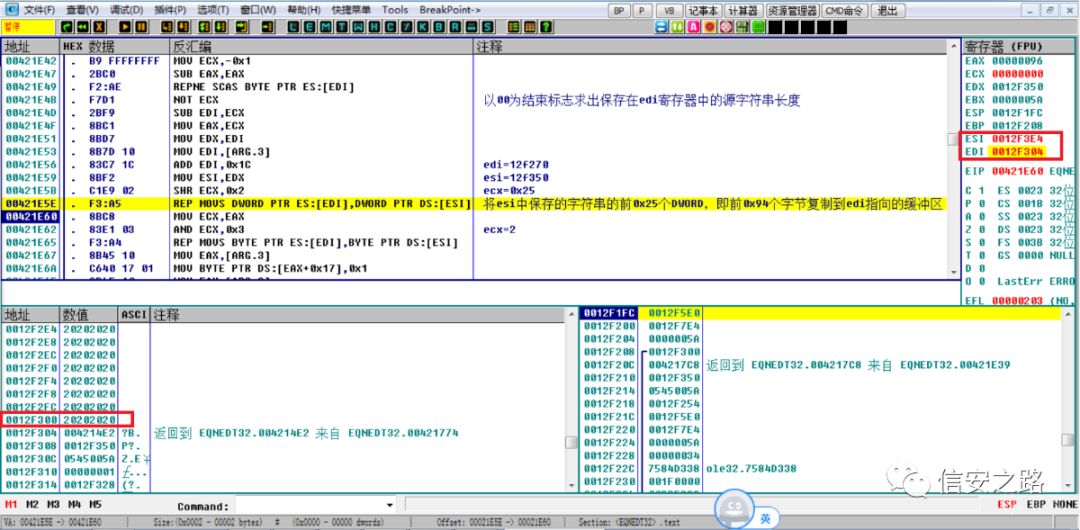 文件(F) 查看(V) 调试(D) 插件(P) 选项(T) 窗口(W) 帮助(H) 快捷菜单 Tools BreakPoint-> BP P VB 记事本 计算器 资源管理器 CMD命令 退出
暂停 L E M T W H C / K B R ... S
地址 HEX 数据 反汇编 注释 寄存器 (FPU)
00421E42 . B9 FFFFFFFF MOV ECX,-0x1
00421E47 . 2BC0 SUB EAX,EAX
00421E49 . F2:AE REPNE SCAS BYTE PTR ES:[EDI]
00421E4B . F7D1 NOT ECX 以00为结束标志求出保存在edi寄存器中的源字符串长度
00421E4D . 2BF9 SUB EDI,ECX
00421E4F . 8BC1 MOV EAX,ECX
00421E51 . 8BD7 MOV EDX,EDI
00421E53 . 8B7D 10 MOV EDI,[ARG.3]
00421E56 . 83C7 1C ADD EDI,0x1C edi=12f270
00421E59 . 8BF2 MOV ESI,EDX esi=12f350
00421E5B . C1E9 02 SHR ECX,0x2 ecx=0x25
00421E5E . F3:A5 REP MOVS DWORD PTR ES:[EDI],DWORD PTR DS:[ESI] 将esi中保存的字符串的前0x25个DWORD，即前0x94个字节复制到edi指向的缓冲区
00421E60 . 8BC8 MOV ECX,EAX
00421E62 . 83E1 03 AND ECX,0x3 ecx=2
00421E65 . F3:A4 REP MOVS BYTE PTR ES:[EDI],BYTE PTR DS:[ESI]
00421E67 . 8B45 10 MOV EAX,[ARG.3]
00421E6A . C640 17 01 MOV BYTE PTR DS:[EAX+0x17],0x1
EAX 00000096
ECX 00000000
EDX 0012F350
EBX 0000005A
ESP 0012F1FC
EBP 0012F208
ESI 0012F3E4
EDI 0012F304
EIP 00421E60 EQNE
C 1 ES 0023 32位
P 0 CS 001B 32位
A 0 SS 0023 32位
Z 0 DS 0023 32位
S 0 FS 003B 32位
T 0 GS 0000 NULL
D 0
O 0 LastErr ERRO
EFL 00000203 (NO,
地址 数值 ASCI 注释
0012F2E4 20202020
0012F2E8 20202020
0012F2EC 20202020
0012F2F0 20202020
0012F2F4 20202020
0012F2F8 20202020
0012F2FC 20202020
0012F300 20202020
0012F304 004214E2 ?B. 返回到 EQNEDT32.004214E2 来自 EQNEDT32.00421774
0012F308 0012F350 P?.
0012F30C 0545005A Z.E¥
0012F310 00000001
0012F314 0012F328 (?.
0012F1FC 0012F5E0
0012F200 0012F7E4
0012F204 0000005A
0012F208 0012F300
0012F20C 004217C8 返回到 EQNEDT32.004217C8 来自 EQNEDT32.00421E39
0012F210 0012F350
0012F214 0545005A
0012F218 0012F254
0012F21C 0012F5E0
0012F220 0012F7E4
0012F224 0000005A
0012F228 00000034
0012F22C 7584D338 ole32.7584D338
0012F230 001F0000
信安之路
M1 M2 M3 M4 M5 Command: ESP EBP NONE
英
VA: 00421E5E -> 00421E60 Size:(0x0002 - 00002 bytes) # (0x0000 - 00000 dwords) Offset: 00021E5E -> 00021E60 Section: <EQNEDT32> .text